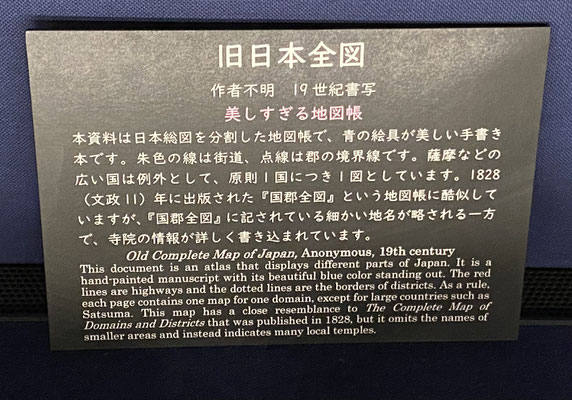 旧日本全図
作者不明　19世紀書写
美しすぎる地図帳
本資料は日本総図を分割した地図帳で、青の絵具が美しい手書き
本です。朱色の線は街道、点線は郡の境界線です。薩摩などの
広い国は例外として、原則1国につき1図としています。1828
（文政11）年に出版された『国郡全図』という地図帳に酷似して
いますが、『国郡全図』に記されている細かい地名が略される一方
で、寺院の情報が詳しく書き込まれています。
Old Complete Map of Japan, Anonymous, 19th century
This document is an atlas that displays different parts of Japan. It is a
hand-painted manuscript with its beautiful blue color standing out. The red
lines are highways and the dotted lines are the borders of districts. As a rule,
each page contains one map for one domain, except for large countries such as
Satsuma. This map has a close resemblance to The Complete Map of
Domains and Districts that was published in 1828, but it omits the names of
smaller areas and instead indicates many local temples.